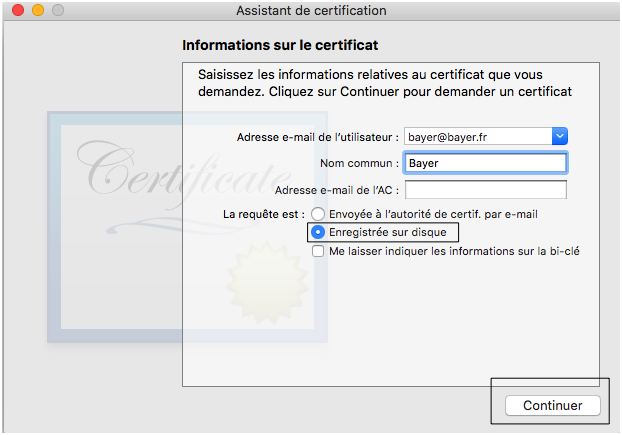 Assistant de certification
Informations sur le certificat
Saisissez les informations relatives au certificat que vous
demandez. Cliquez sur Continuer pour demander un certificat
Certificate
Adresse e-mail de l'utilisateur : bayer@bayer.fr
Nom commun : Bayer
Adresse e-mail de l'AC :
La requête est : Envoyée à l'autorité de certif. par e-mail
Enregistrée sur disque
Me laisser indiquer les informations sur la bi-clé
Continuer